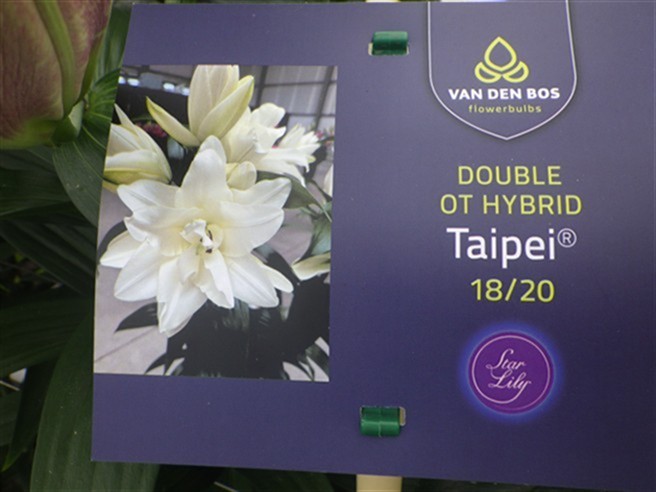 VAN DEN BOS
flowerbulbs
DOUBLE
OT HYBRID
Taipei®
18/20
Star
Lily